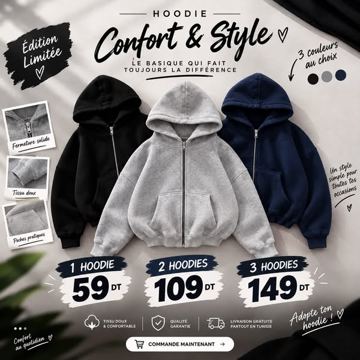 HOODIE
Confort & Style
LE BASIQUE QUI FAIT
TOUJOURS LA DIFFÉRENCE
Édition
Limitée
3 couleurs
au choix
Fermeture solide
Tissu doux
Poches pratiques
Un style
simple pour
toutes tes
occasions
1 HOODIE
59 DT
2 HOODIES
109 DT
3 HOODIES
149 DT
Confort
au quotidien
TISSU DOUX
& CONFORTABLE
QUALITÉ
GARANTIE
LIVRAISON GRATUITE
PARTOUT EN TUNISIE
Adopte ton
hoodie !
COMMANDE MAINTENANT